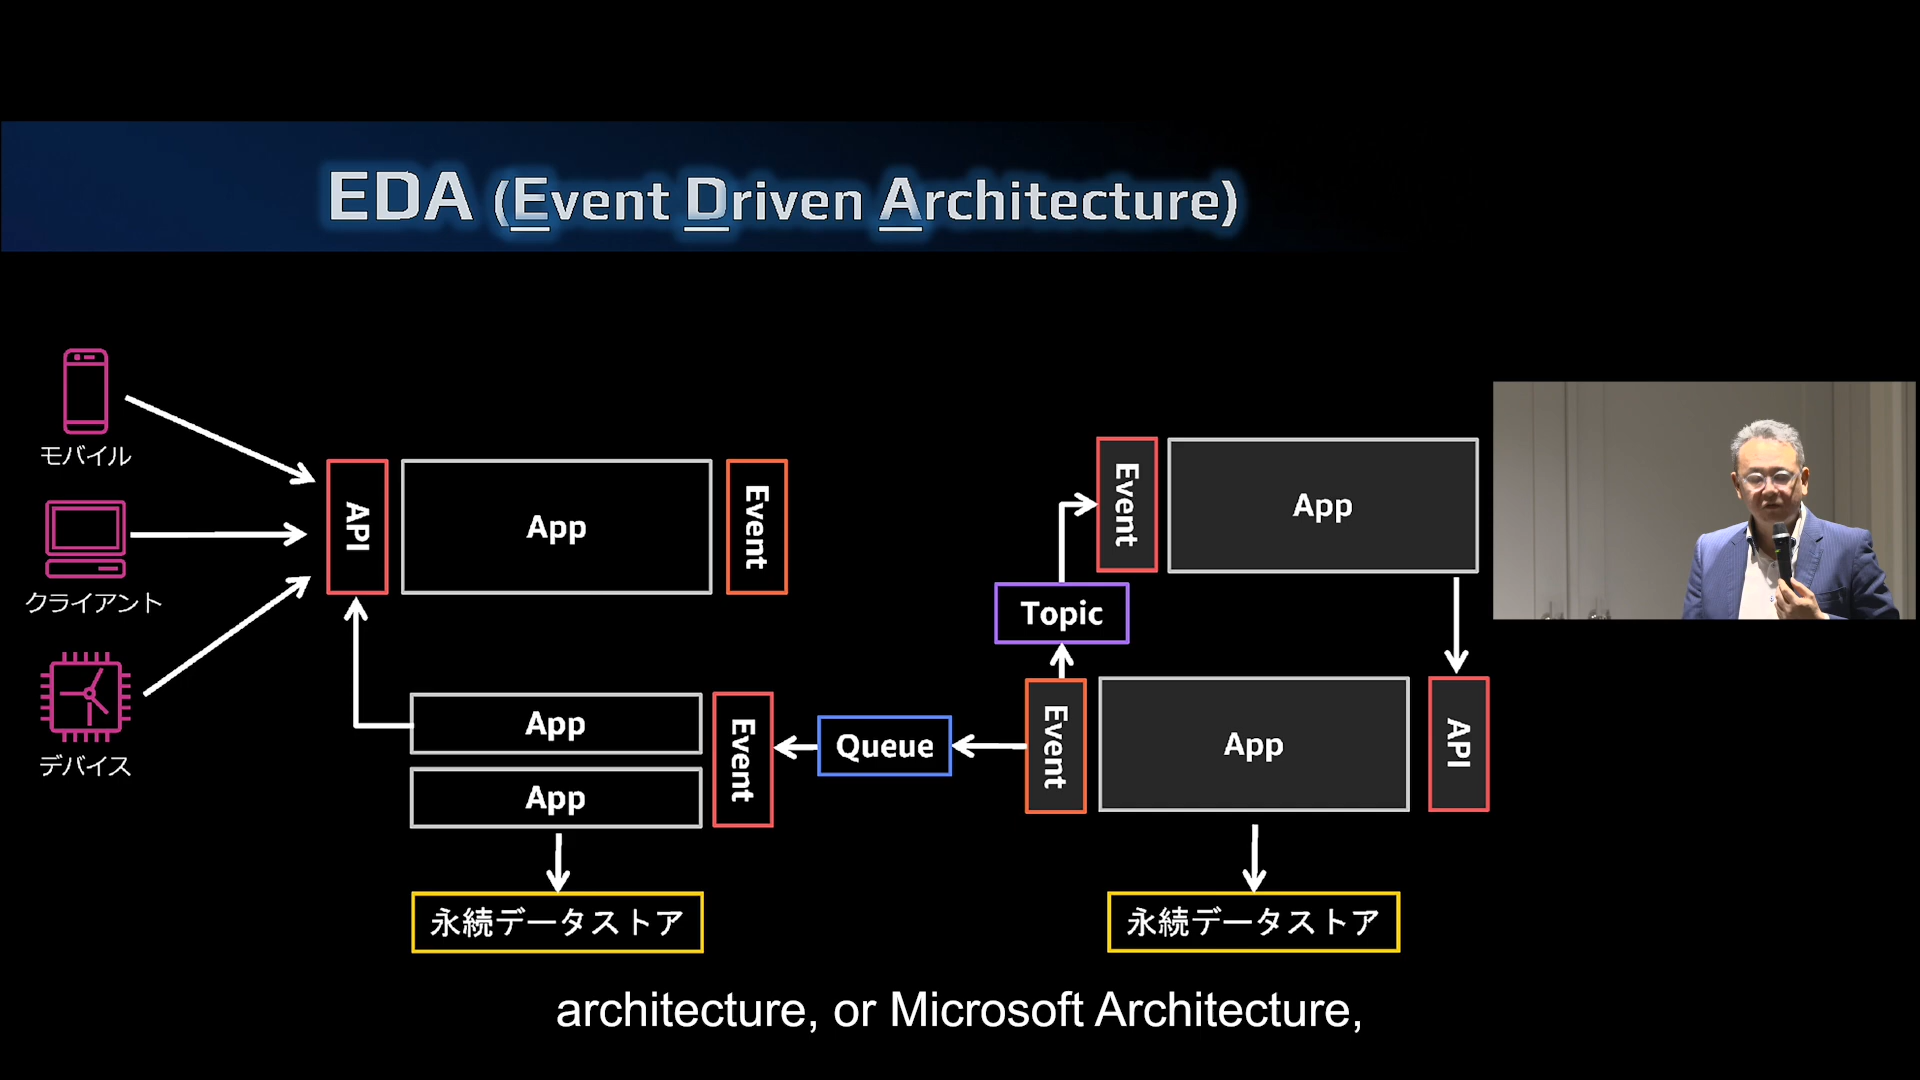 EDA (Event Driven Architecture)
モバイル
クライアント
デバイス
API
App
Event
App
App
Event
Queue
永続データストア
Event
App
Topic
Event
App
API
永続データストア
architecture, or Microsoft Architecture,